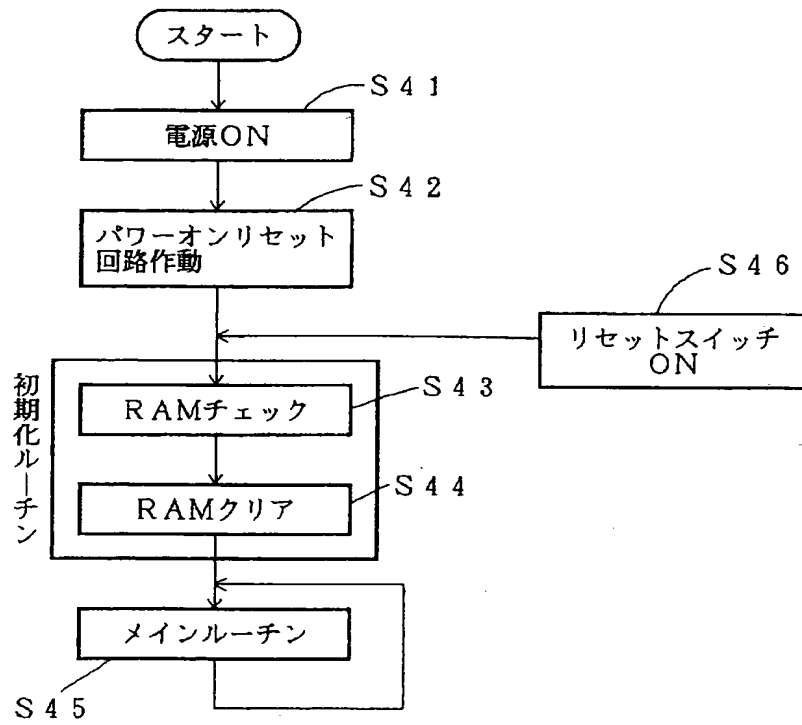 スタート
S41
電源ON
S42
パワーオンリセット
回路作動
S46
リセットスイッチ
ON
初期化ルーチン
S43
RAMチェック
S44
RAMクリア
メインルーチン
S45